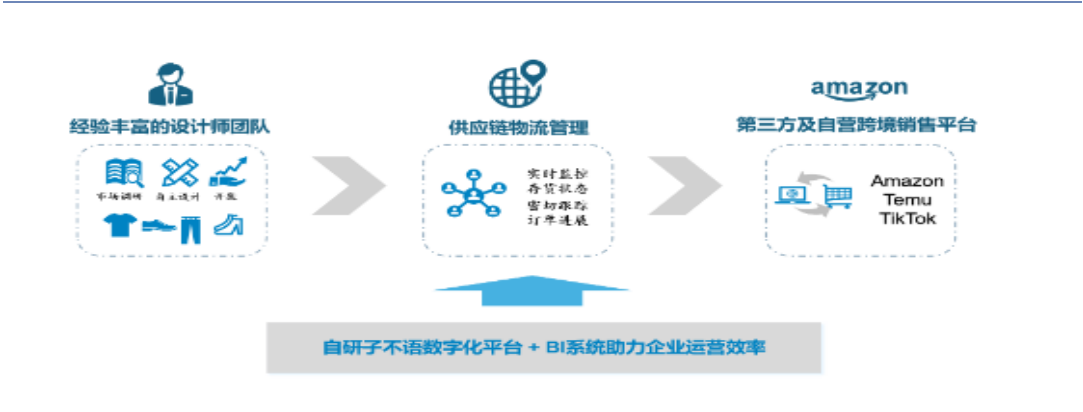 amazon
经验丰富的设计师团队
供应链物流管理
第三方及自营跨境销售平台
市场调研 自主设计 开发
实时监控
存货状态
密切跟踪
订单进展
Amazon
Temu
TikTok
自研子不语数字化平台 + BI系统助力企业运营效率